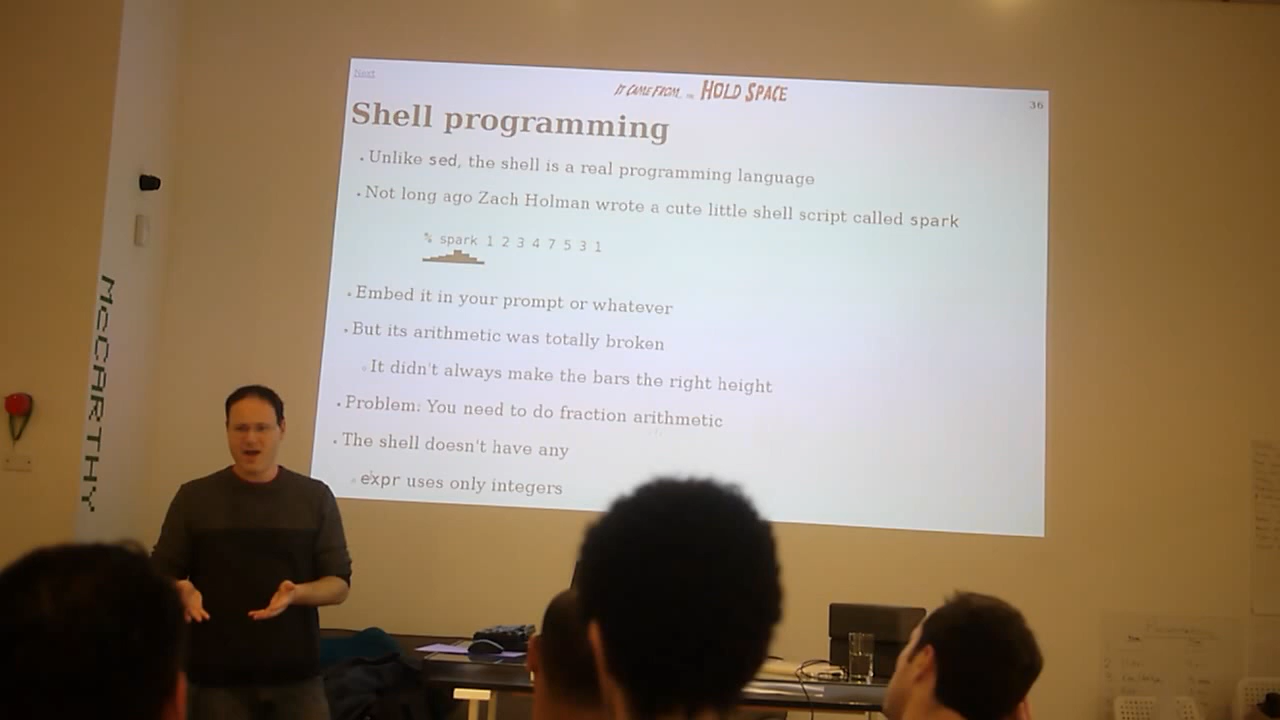 Next
IT CAME FROM... THE HOLD SPACE
36
Shell programming
• Unlike sed, the shell is a real programming language
• Not long ago Zach Holman wrote a cute little shell script called spark
% spark 1 2 3 4 7 5 3 1
• Embed it in your prompt or whatever
• But its arithmetic was totally broken
◦ It didn't always make the bars the right height
• Problem: You need to do fraction arithmetic
• The shell doesn't have any
◦ expr uses only integers
MCCARTHY